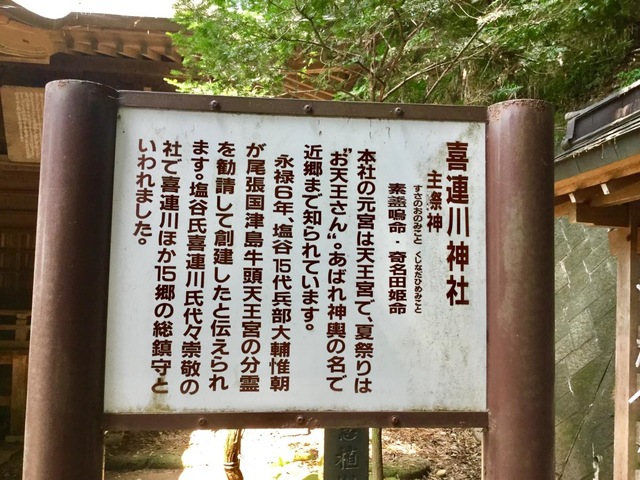 喜連川神社
主祭神
すさのおのみこと くしなだひめみこと
素盞嗚命・奇名田姫命
本社の元宮は天王宮で、夏祭りは
"お天王さん"。あばれ神輿の名で
近郷まで知られています。
永禄6年、塩谷15代兵部大輔惟朝
が尾張国津島牛頭天王宮の分霊
を勧請して創建したと伝えられ
ます。塩谷氏喜連川氏代々崇敬の
社で喜連川ほか15郷の総鎮守と
いわれました。
植